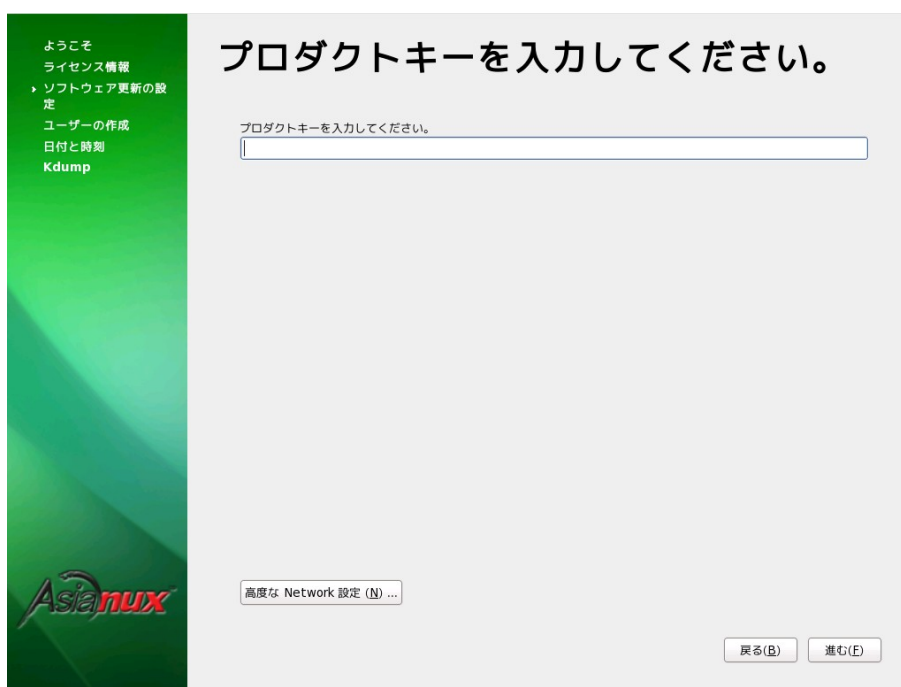 ようこそ
ライセンス情報
› ソフトウェア更新の設
定
ユーザーの作成
日付と時刻
Kdump
プロダクトキーを入力してください。
プロダクトキーを入力してください。
Asianux
高度な Network 設定 (N) ...
戻る(B)
進む(F)